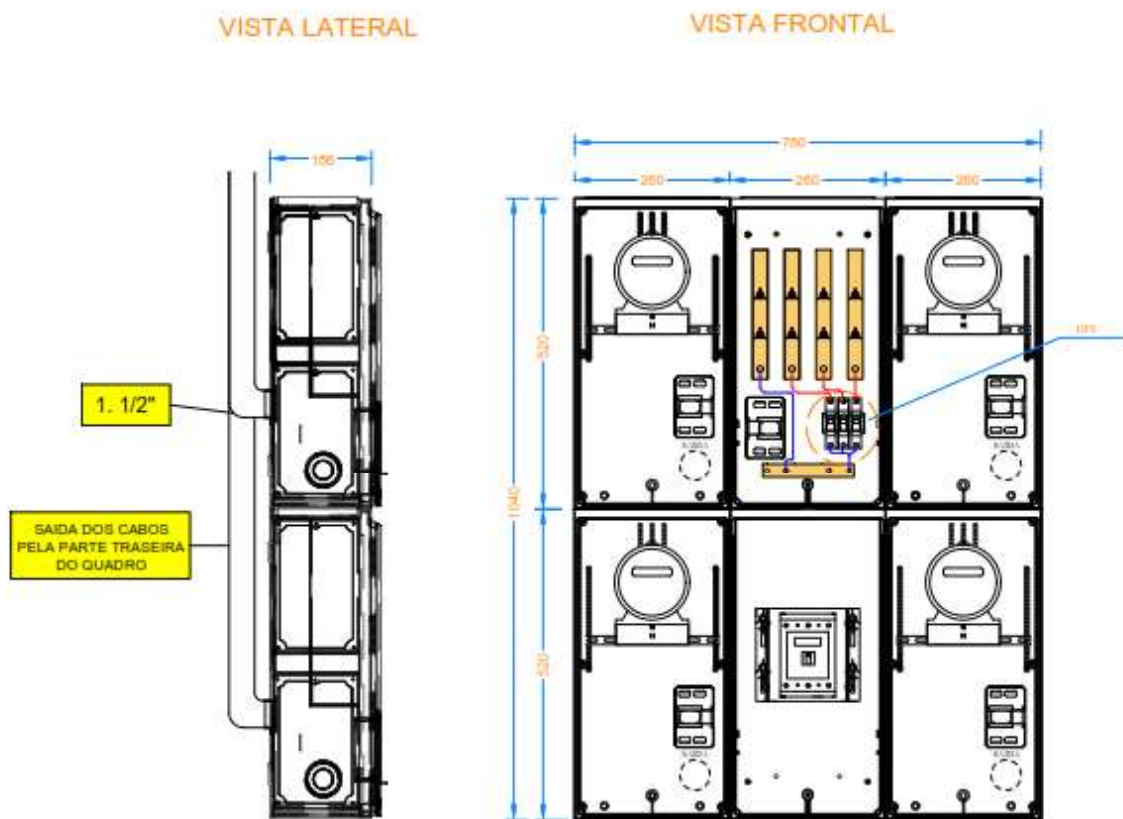 VISTA LATERAL
VISTA FRONTAL
780
186
260
260
260
1. 1/2"
520
1040
SAIDA DOS CABOS
PELA PARTE TRASEIRA
DO QUADRO
520